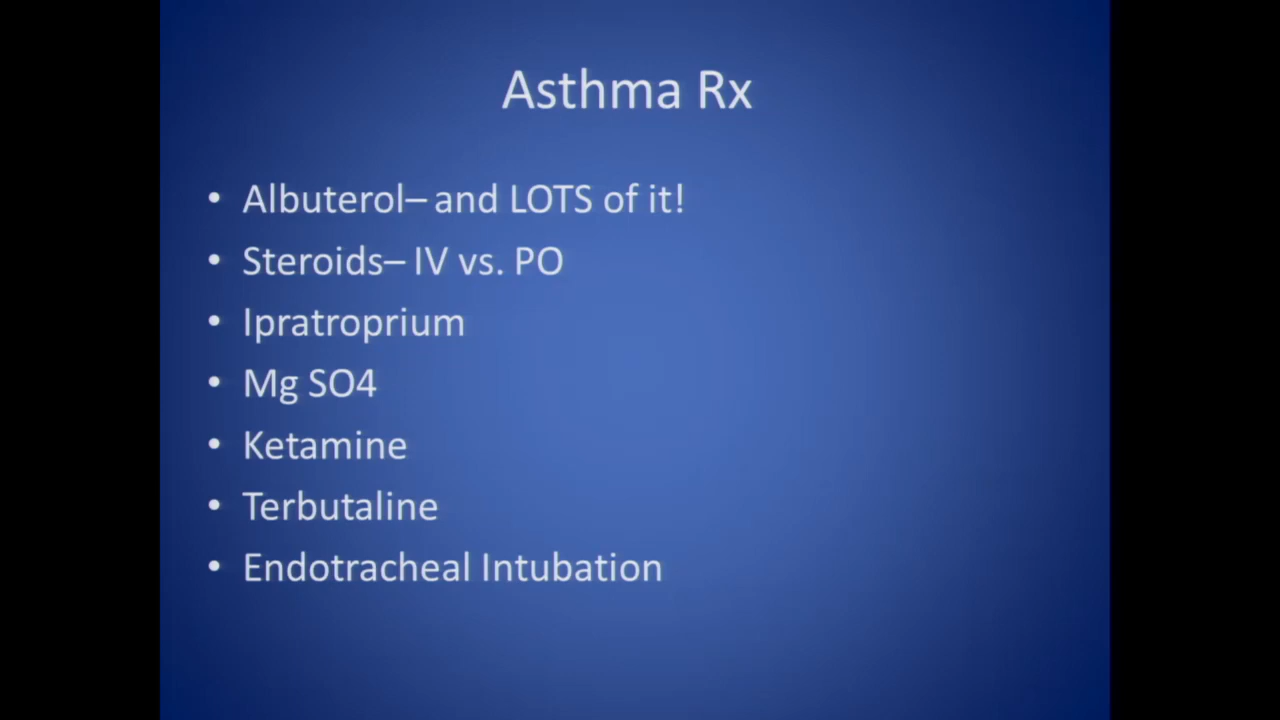 Asthma Rx
• Albuterol– and LOTS of it!
• Steroids– IV vs. PO
• Ipratroprium
• Mg SO4
• Ketamine
• Terbutaline
• Endotracheal Intubation